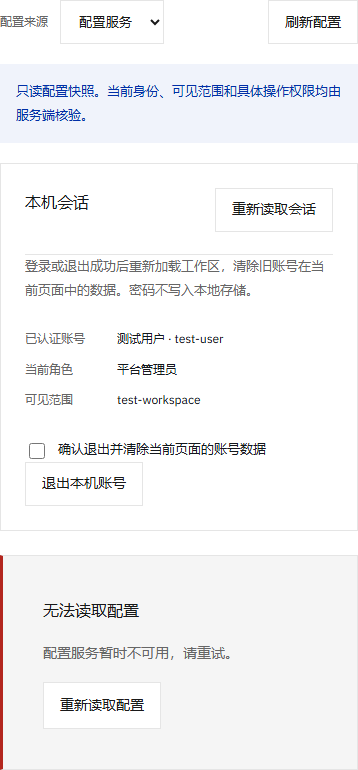 配置来源 配置服务 刷新配置
只读配置快照。当前身份、可见范围和具体操作权限均由
服务端核验。
本机会话 重新读取会话
登录或退出成功后重新加载工作区，清除旧账号在当
前页面中的数据。密码不写入本地存储。
已认证账号 测试用户 · test-user
当前角色 平台管理员
可见范围 test-workspace
确认退出并清除当前页面的账号数据
退出本机账号
无法读取配置
配置服务暂时不可用，请重试。
重新读取配置